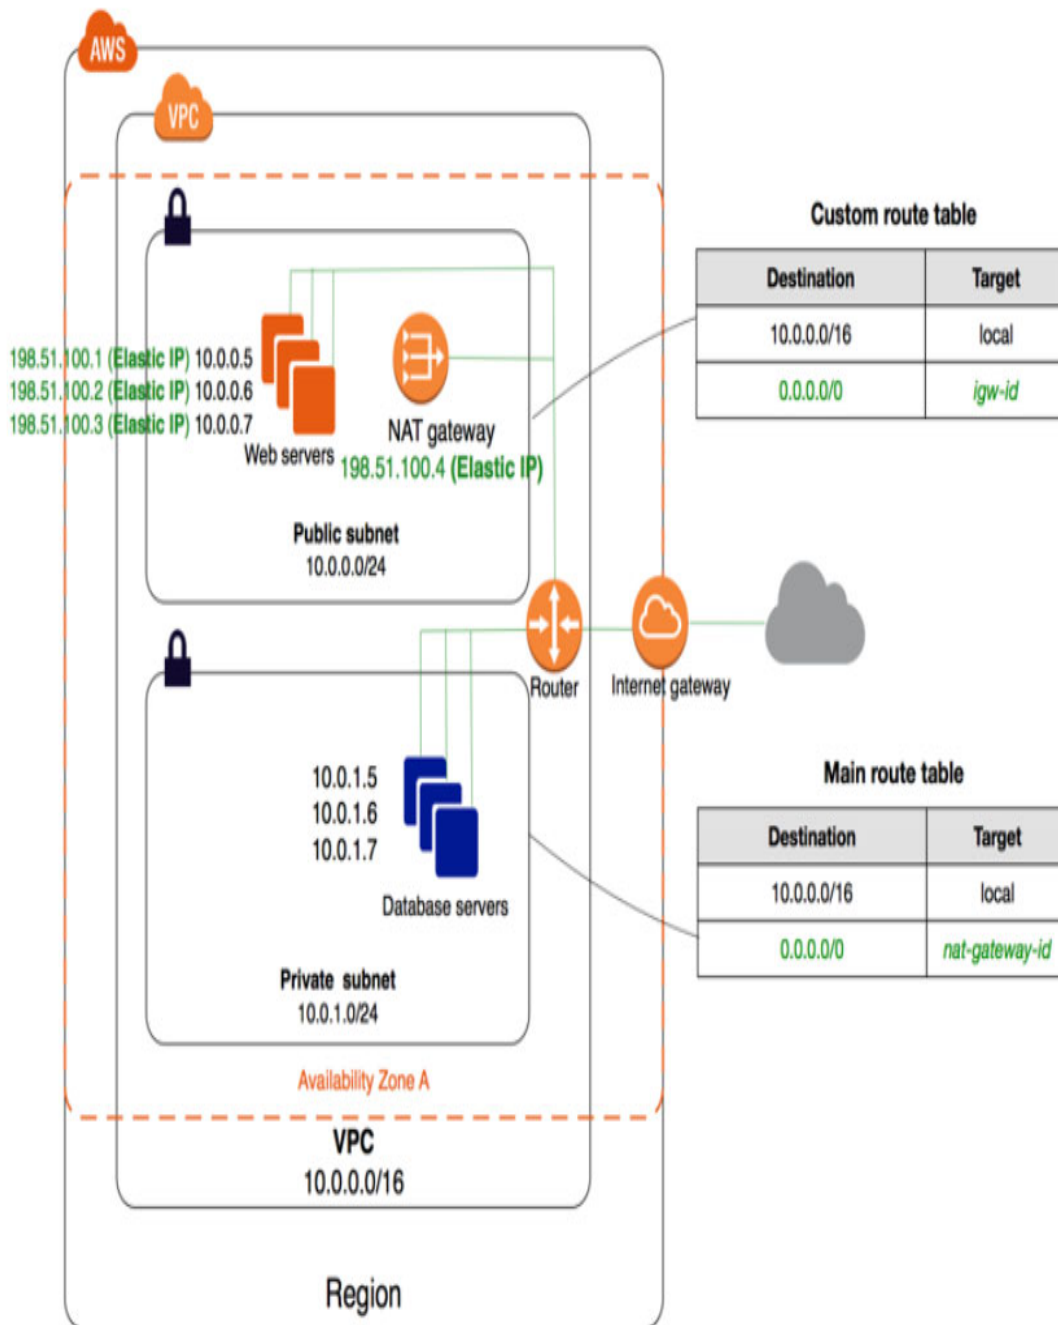 AWS
VPC
198.51.100.1 (Elastic IP) 10.0.0.5
198.51.100.2 (Elastic IP) 10.0.0.6
198.51.100.3 (Elastic IP) 10.0.0.7
Web servers
NAT gateway
198.51.100.4 (Elastic IP)
Public subnet
10.0.0.0/24
Router
Internet gateway
10.0.1.5
10.0.1.6
10.0.1.7
Database servers
Private subnet
10.0.1.0/24
Availability Zone A
VPC
10.0.0.0/16
Region
Custom route table
Destination Target
10.0.0.0/16 local
0.0.0.0/0 igw-id
Main route table
Destination Target
10.0.0.0/16 local
0.0.0.0/0 nat-gateway-id